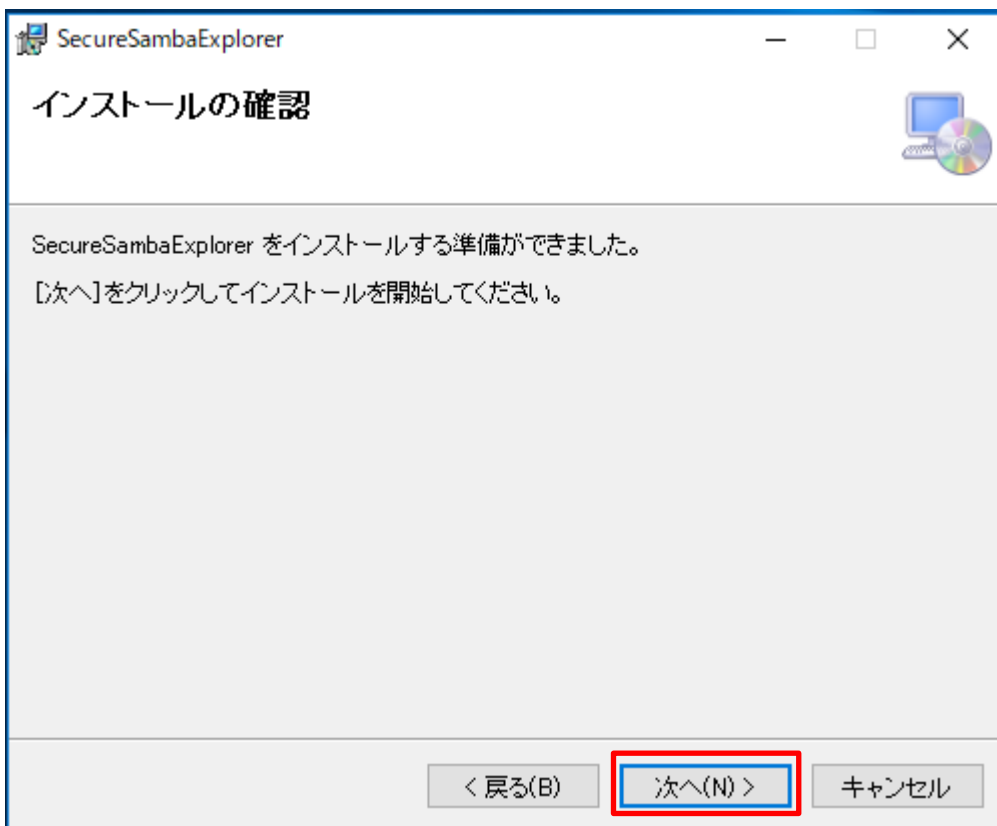 SecureSambaExplorer
インストールの確認
SecureSambaExplorer をインストールする準備ができました。
[次へ]をクリックしてインストールを開始してください。
< 戻る(B)
次へ(N) >
キャンセル